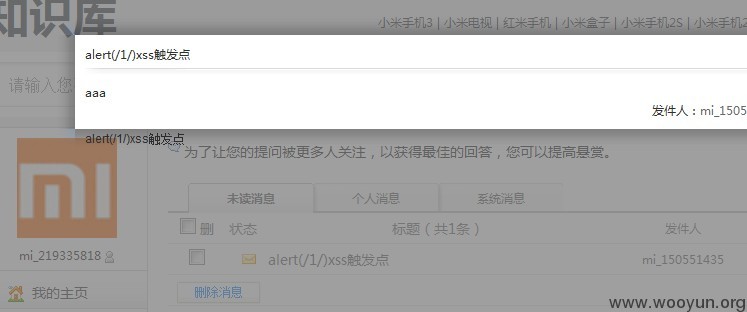 知识库
小米手机3 | 小米电视 | 红米手机 | 小米盒子 | 小米手机2S | 小米手机2
请输入您
alert(/1/)xss触发点
aaa
发件人：mi_1505
alert(/1/)xss触发点
为了让您的提问被更多人关注，以获得最佳的回答，您可以提高悬赏。
未读消息 个人消息 系统消息
删 状态 标题（共1条） 发件人
alert(/1/)xss触发点 mi_150551435
mi_219335818
我的主页
删除消息
www.wooyun.org